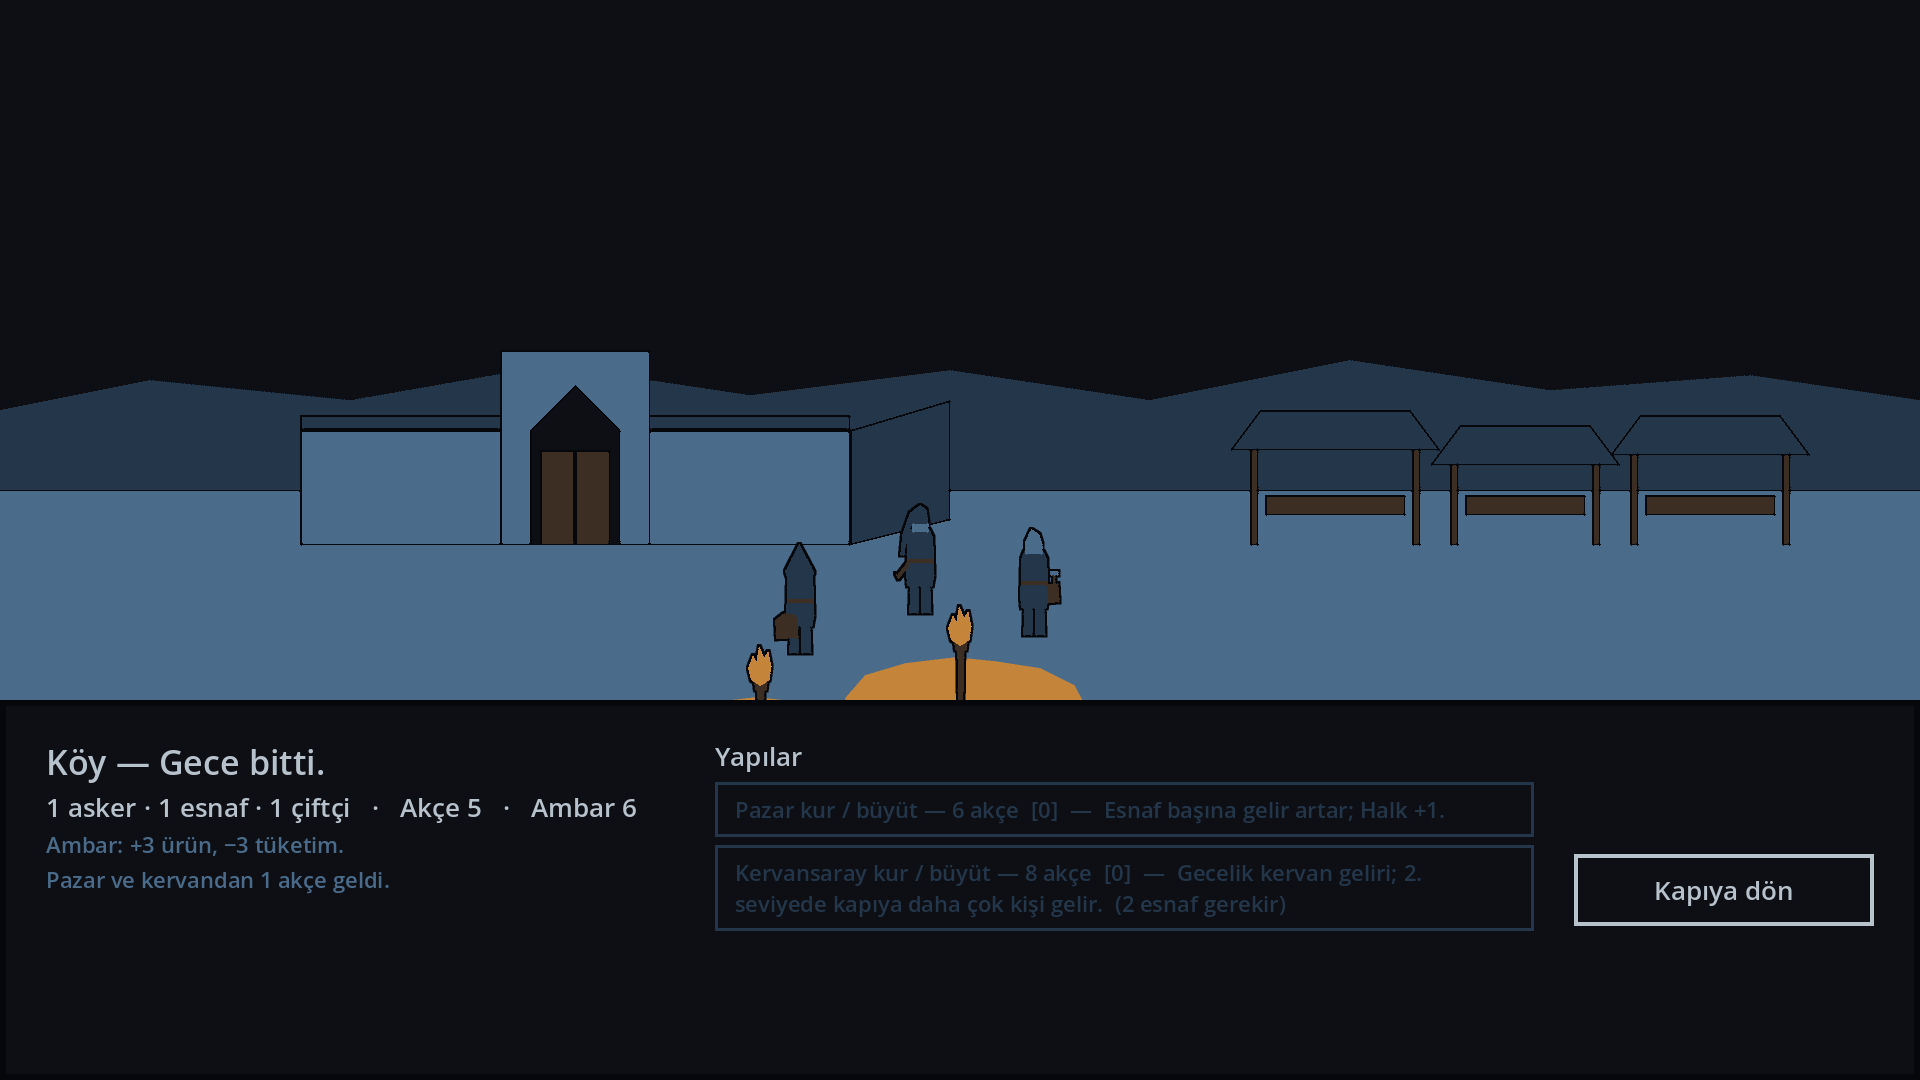 Köy — Gece bitti.
1 asker · 1 esnaf · 1 çiftçi · Akçe 5 · Ambar 6
Ambar: +3 ürün, −3 tüketim.
Pazar ve kervandan 1 akçe geldi.
Yapılar
Pazar kur / büyüt — 6 akçe [0] — Esnaf başına gelir artar; Halk +1.
Kervansaray kur / büyüt — 8 akçe [0] — Gecelik kervan geliri; 2.
seviyede kapıya daha çok kişi gelir. (2 esnaf gerekir)
Kapıya dön